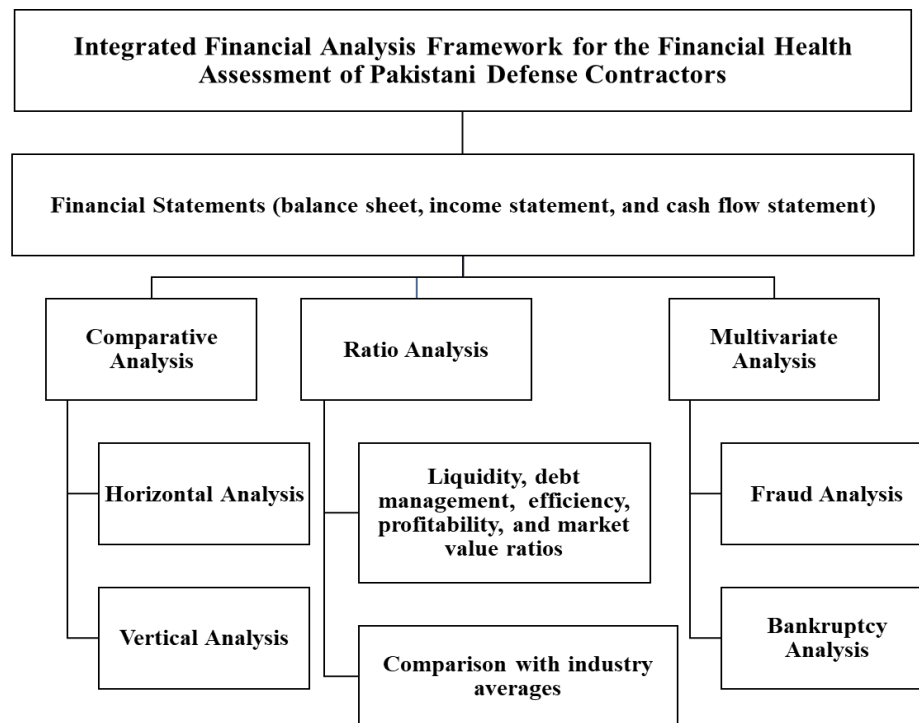 Integrated Financial Analysis Framework for the Financial Health
Assessment of Pakistani Defense Contractors
Financial Statements (balance sheet, income statement, and cash flow statement)
Comparative
Analysis
Ratio Analysis
Multivariate
Analysis
Horizontal Analysis
Liquidity, debt
management, efficiency,
profitability, and market
value ratios
Fraud Analysis
Vertical Analysis
Comparison with industry
averages
Bankruptcy
Analysis